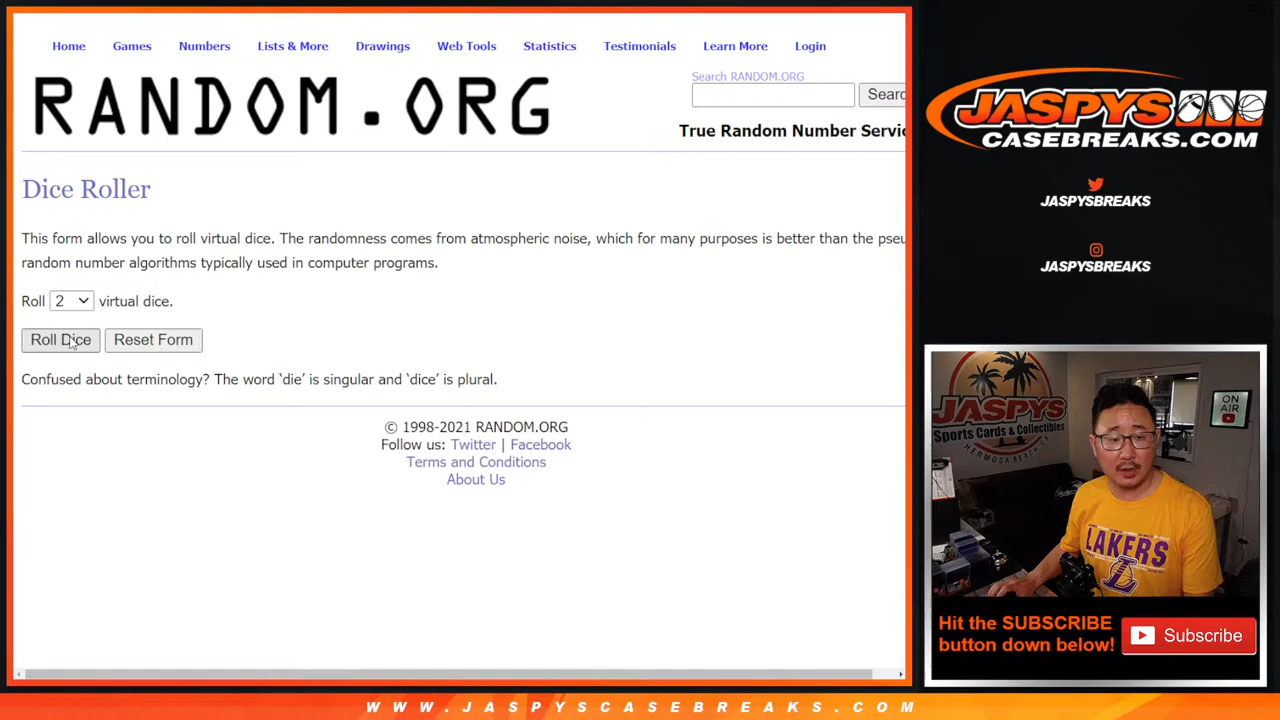 Home Games Numbers Lists & More Drawings Web Tools Statistics Testimonials Learn More Login
RANDOM.ORG
Search RANDOM.ORG
Searc
True Random Number Servic
Dice Roller
This form allows you to roll virtual dice. The randomness comes from atmospheric noise, which for many purposes is better than the pseu
random number algorithms typically used in computer programs.
Roll 2 virtual dice.
Roll Dice Reset Form
Confused about terminology? The word ‘die’ is singular and ‘dice’ is plural.
© 1998-2021 RANDOM.ORG
Follow us: Twitter | Facebook
Terms and Conditions
About Us
JASPYS
CASEBREAKS.COM
JASPYSBREAKS
JASPYSBREAKS
JASPYS
Sports Cards & Collectibles
HERMOSA BEACH
ON
AIR
LAKERS
L
Hit the SUBSCRIBE
button down below!
Subscribe
WWW.JASPYSCASEBREAKS.COM